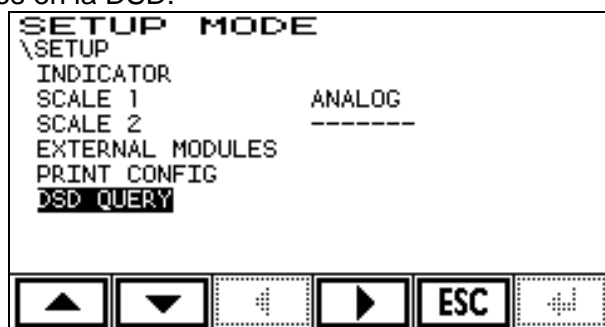 SETUP MODE
\SETUP
INDICATOR
SCALE 1 ANALOG
SCALE 2 -------
EXTERNAL MODULES
PRINT CONFIG
DSD QUERY
ESC